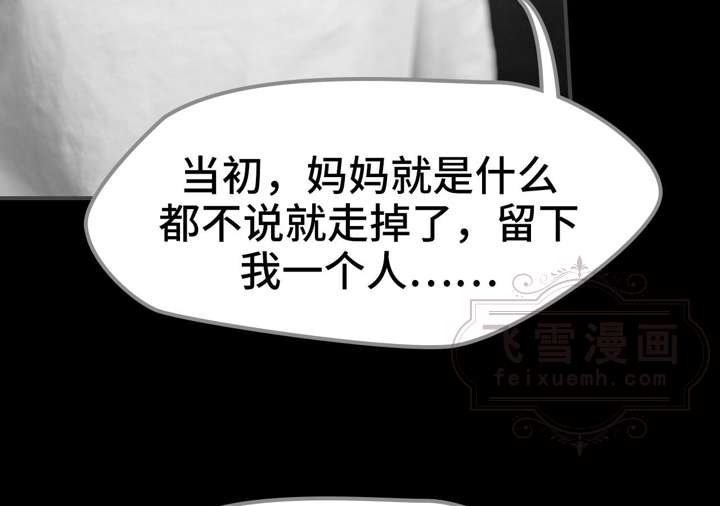 当初，妈妈就是什么
都不说就走掉了，留下
我一个人……
飞雪漫画
feixuemh.com